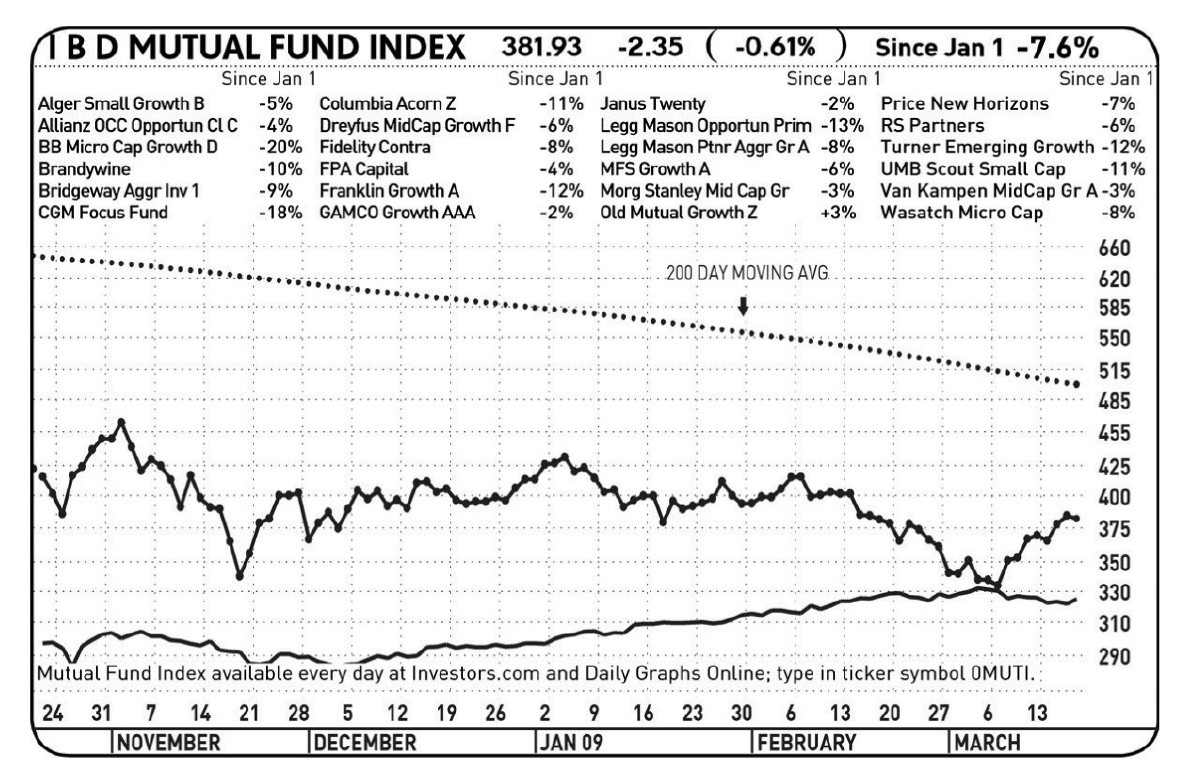 IBD MUTUAL FUND INDEX 381.93 -2.35 ( -0.61% ) Since Jan 1 -7.6%
Since Jan 1 Since Jan 1 Since Jan 1 Since Jan 1
Alger Small Growth B -5% Columbia Acorn Z -11% Janus Twenty -2% Price New Horizons -7%
Allianz OCC Opportun Cl C -4% Dreyfus MidCap Growth F -6% Legg Mason Opportun Prim -13% RS Partners -6%
BB Micro Cap Growth D -20% Fidelity Contra -8% Legg Mason Ptnr Aggr Gr A -8% Turner Emerging Growth -12%
Brandywine -10% FPA Capital -4% MFS Growth A -6% UMB Scout Small Cap -11%
Bridgeway Aggr Inv 1 -9% Franklin Growth A -12% Morg Stanley Mid Cap Gr -3% Van Kampen MidCap Gr A -3%
CGM Focus Fund -18% GAMCO Growth AAA -2% Old Mutual Growth Z +3% Wasatch Micro Cap -8%
660
200 DAY MOVING AVG.
620
585
550
515
485
455
425
400
375
350
330
310
290
Mutual Fund Index available every day at Investors.com and Daily Graphs Online; type in ticker symbol 0MUTI.
24 31 7 14 21 28 5 12 19 26 2 9 16 23 30 6 13 20 27 6 13
NOVEMBER DECEMBER JAN 09 FEBRUARY MARCH